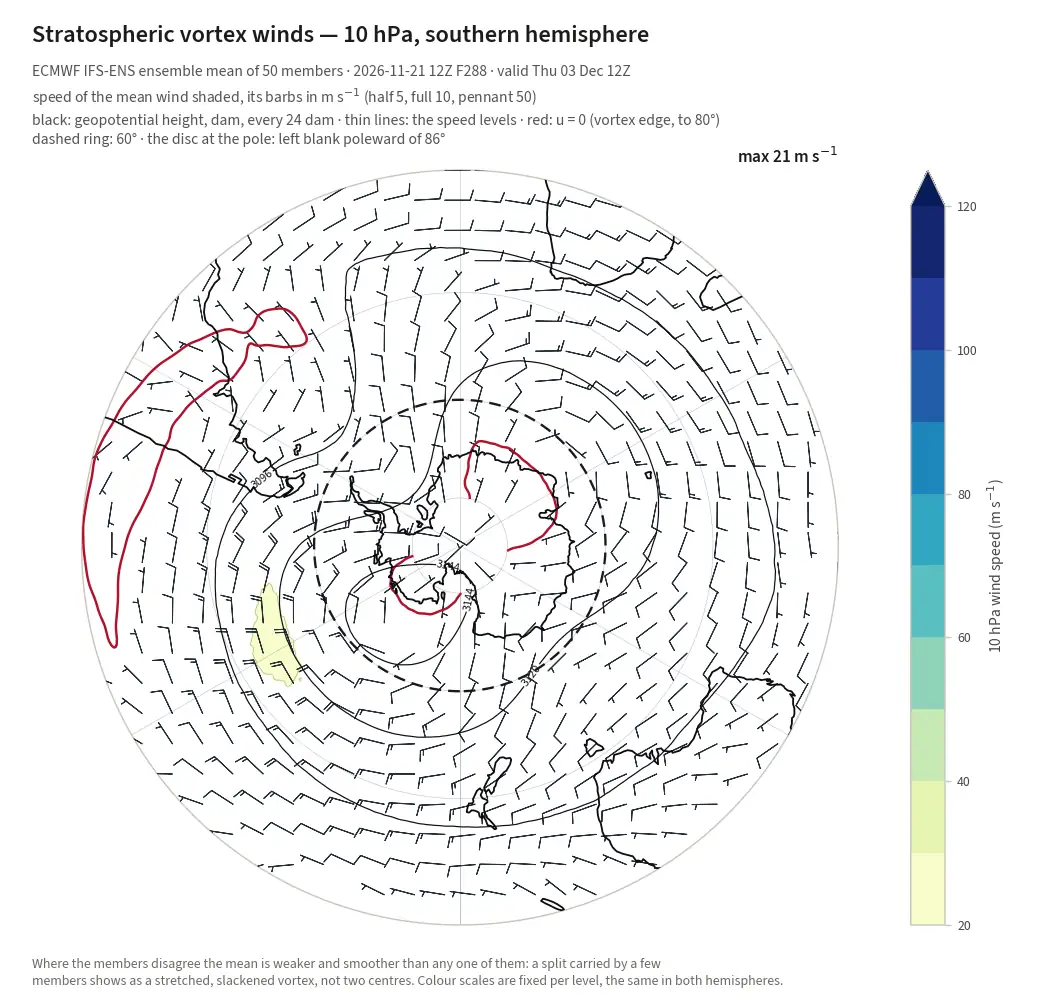 Stratospheric vortex winds — 10 hPa, southern hemisphere
ECMWF IFS-ENS ensemble mean of 50 members · 2026-11-21 12Z F288 · valid Thu 03 Dec 12Z
speed of the mean wind shaded, its barbs in m s⁻¹ (half 5, full 10, pennant 50)
black: geopotential height, dam, every 24 dam · thin lines: the speed levels · red: u = 0 (vortex edge, to 80°)
dashed ring: 60° · the disc at the pole: left blank poleward of 86°
max 21 m s⁻¹
120
100
80
60
40
20
10 hPa wind speed (m s⁻¹)
3096
3144
3144
3120
Where the members disagree the mean is weaker and smoother than any one of them: a split carried by a few
members shows as a stretched, slackened vortex, not two centres. Colour scales are fixed per level, the same in both hemispheres.